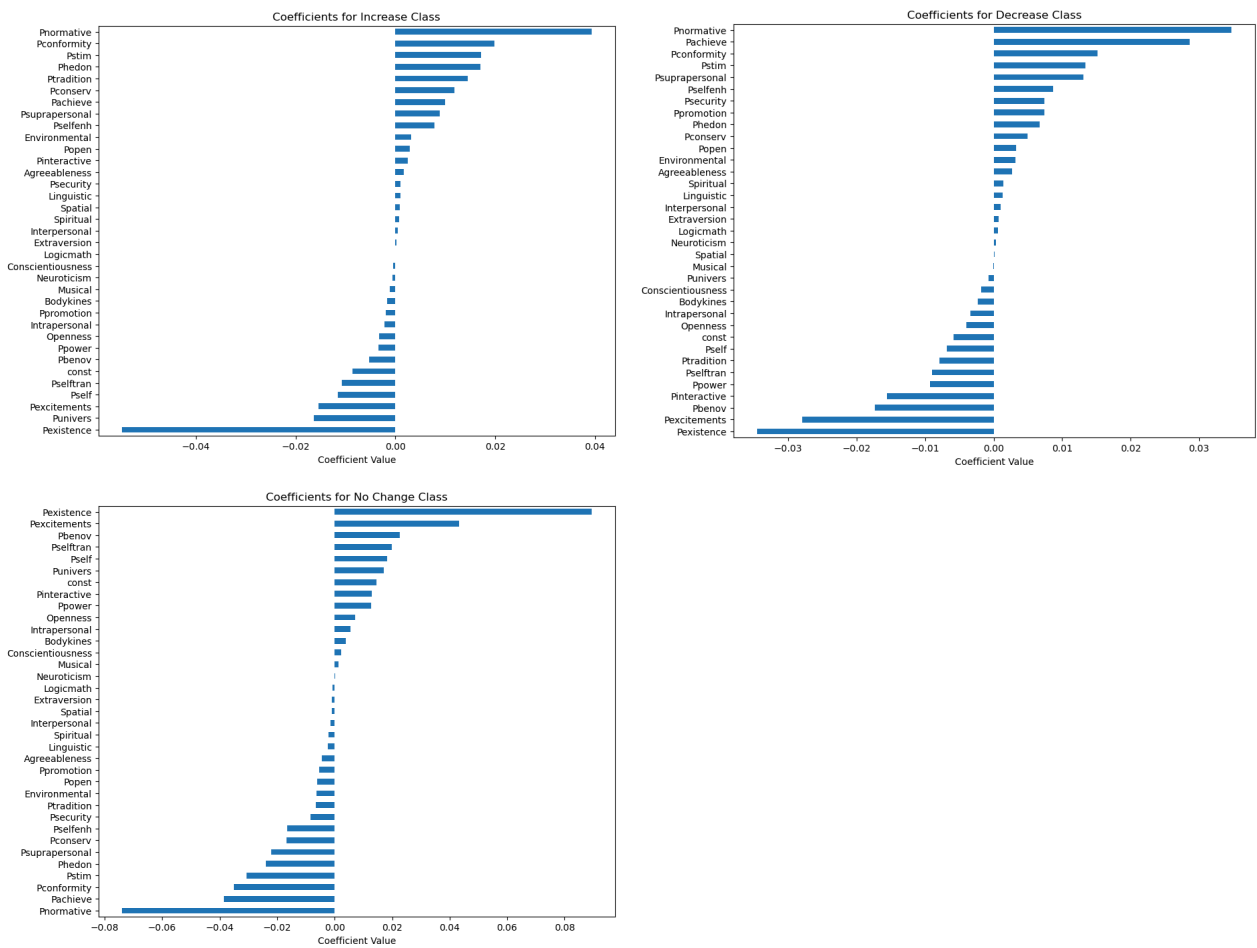 Coefficients for Increase Class
Pnormative
Pconformity
Pstim
Phedon
Ptradition
Pconserv
Pachieve
Psuprapersonal
Pselfenh
Environmental
Popen
Pinteractive
Agreeableness
Psecurity
Linguistic
Spatial
Spiritual
Interpersonal
Extraversion
Logicmath
Conscientiousness
Neuroticism
Musical
Bodykines
Ppromotion
Intrapersonal
Openness
Ppower
Pbenov
const
Pselftran
Pself
Pexcitements
Punivers
Pexistence
−0.04 −0.02 0.00 0.02 0.04
Coefficient Value
Coefficients for Decrease Class
Pnormative
Pachieve
Pconformity
Pstim
Psuprapersonal
Pselfenh
Psecurity
Ppromotion
Phedon
Pconserv
Popen
Environmental
Agreeableness
Spiritual
Linguistic
Interpersonal
Extraversion
Logicmath
Neuroticism
Spatial
Musical
Punivers
Conscientiousness
Bodykines
Intrapersonal
Openness
const
Pself
Ptradition
Pselftran
Ppower
Pinteractive
Pbenov
Pexcitements
Pexistence
−0.03 −0.02 −0.01 0.00 0.01 0.02 0.03
Coefficient Value
Coefficients for No Change Class
Pexistence
Pexcitements
Pbenov
Pselftran
Pself
Punivers
const
Pinteractive
Ppower
Openness
Intrapersonal
Bodykines
Conscientiousness
Musical
Neuroticism
Logicmath
Extraversion
Spatial
Interpersonal
Spiritual
Linguistic
Agreeableness
Ppromotion
Popen
Environmental
Ptradition
Psecurity
Pselfenh
Pconserv
Psuprapersonal
Phedon
Pstim
Pconformity
Pachieve
Pnormative
−0.08 −0.06 −0.04 −0.02 0.00 0.02 0.04 0.06 0.08
Coefficient Value